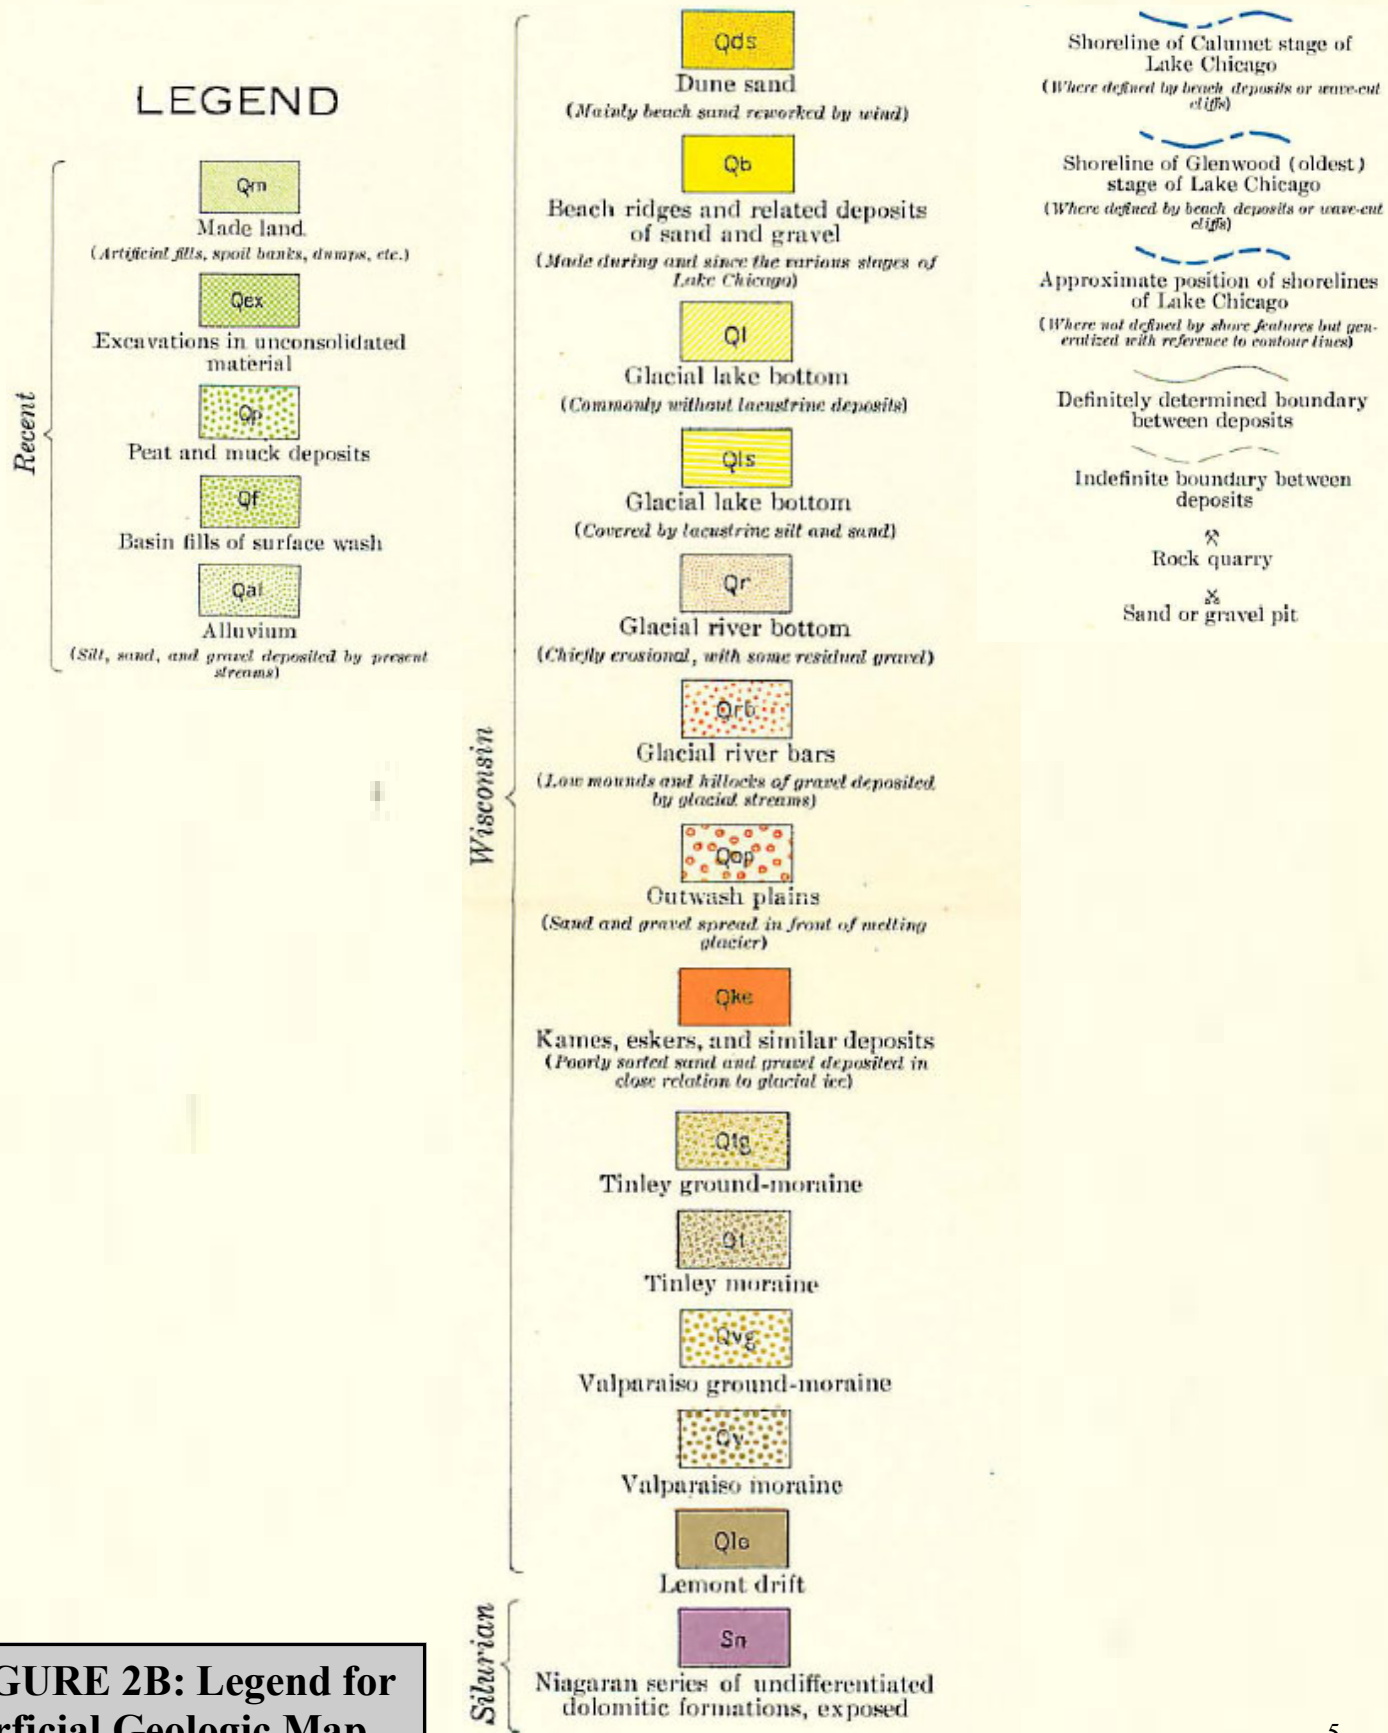 LEGEND
Recent
Qm
Made land.
(Artificial fills, spoil banks, dumps, etc.)
Qex
Excavations in unconsolidated
material
Qp
Peat and muck deposits
Qf
Basin fills of surface wash
Qal
Alluvium
(Silt, sand, and gravel deposited by present
streams)
Wisconsin
Qds
Dune sand
(Mainly beach sand reworked by wind)
Qb
Beach ridges and related deposits
of sand and gravel
(Made during and since the various stages of
Lake Chicago)
Ql
Glacial lake bottom
(Commonly without lacustrine deposits)
Qls
Glacial lake bottom
(Covered by lacustrine silt and sand)
Qr
Glacial river bottom
(Chiefly erosional, with some residual gravel)
Qrb
Glacial river bars
(Low mounds and hillocks of gravel deposited
by glacial streams)
Qop
Outwash plains
(Sand and gravel spread in front of melting
glacier)
Qke
Kames, eskers, and similar deposits
(Poorly sorted sand and gravel deposited in
close relation to glacial ice)
Qtg
Tinley ground-moraine
Qt
Tinley moraine
Qvg
Valparaiso ground-moraine
Qv
Valparaiso moraine
Qle
Lemont drift
Silurian
Sn
Niagaran series of undifferentiated
dolomitic formations, exposed
Shoreline of Calumet stage of
Lake Chicago
(Where defined by beach deposits or wave-cut
cliffs)
Shoreline of Glenwood (oldest)
stage of Lake Chicago
(Where defined by beach deposits or wave-cut
cliffs)
Approximate position of shorelines
of Lake Chicago
(Where not defined by shore features but gen-
eralized with reference to contour lines)
Definitely determined boundary
between deposits
Indefinite boundary between
deposits
Rock quarry
Sand or gravel pit
GURE 2B: Legend for
rficial Geologic Map
5